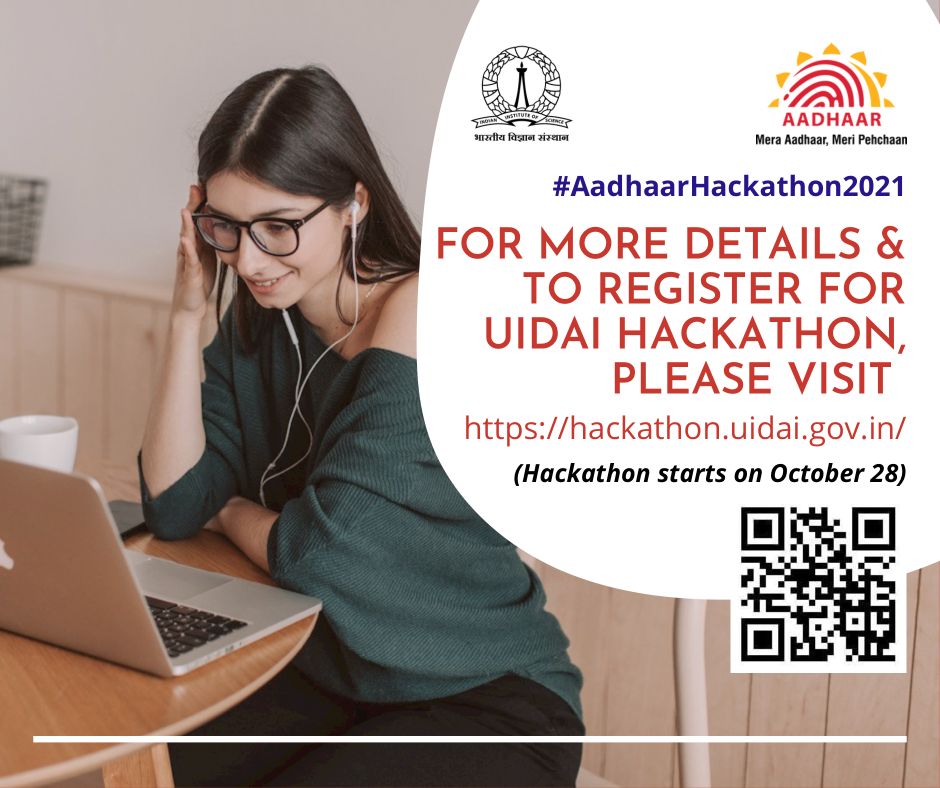 INDIAN INSTITUTE OF SCIENCE
भारतीय विज्ञान संस्थान
AADHAAR
Mera Aadhaar, Meri Pehchaan
#AadhaarHackathon2021
FOR MORE DETAILS &
TO REGISTER FOR
UIDAI HACKATHON,
PLEASE VISIT
https://hackathon.uidai.gov.in/
(Hackathon starts on October 28)